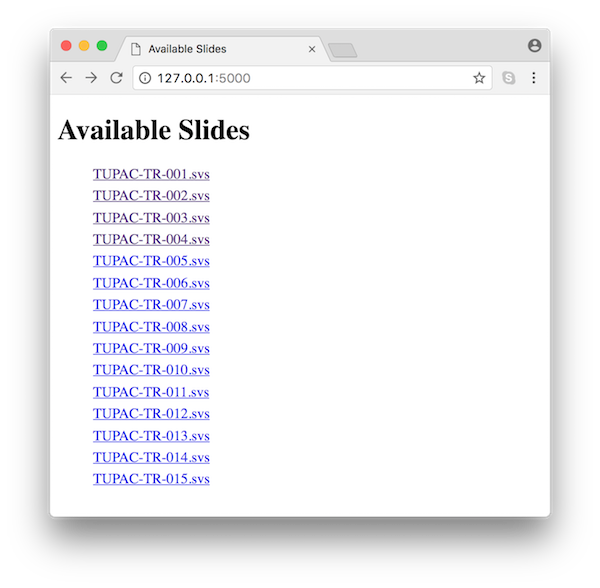 Available Slides
127.0.0.1:5000
Available Slides
TUPAC-TR-001.svs
TUPAC-TR-002.svs
TUPAC-TR-003.svs
TUPAC-TR-004.svs
TUPAC-TR-005.svs
TUPAC-TR-006.svs
TUPAC-TR-007.svs
TUPAC-TR-008.svs
TUPAC-TR-009.svs
TUPAC-TR-010.svs
TUPAC-TR-011.svs
TUPAC-TR-012.svs
TUPAC-TR-013.svs
TUPAC-TR-014.svs
TUPAC-TR-015.svs